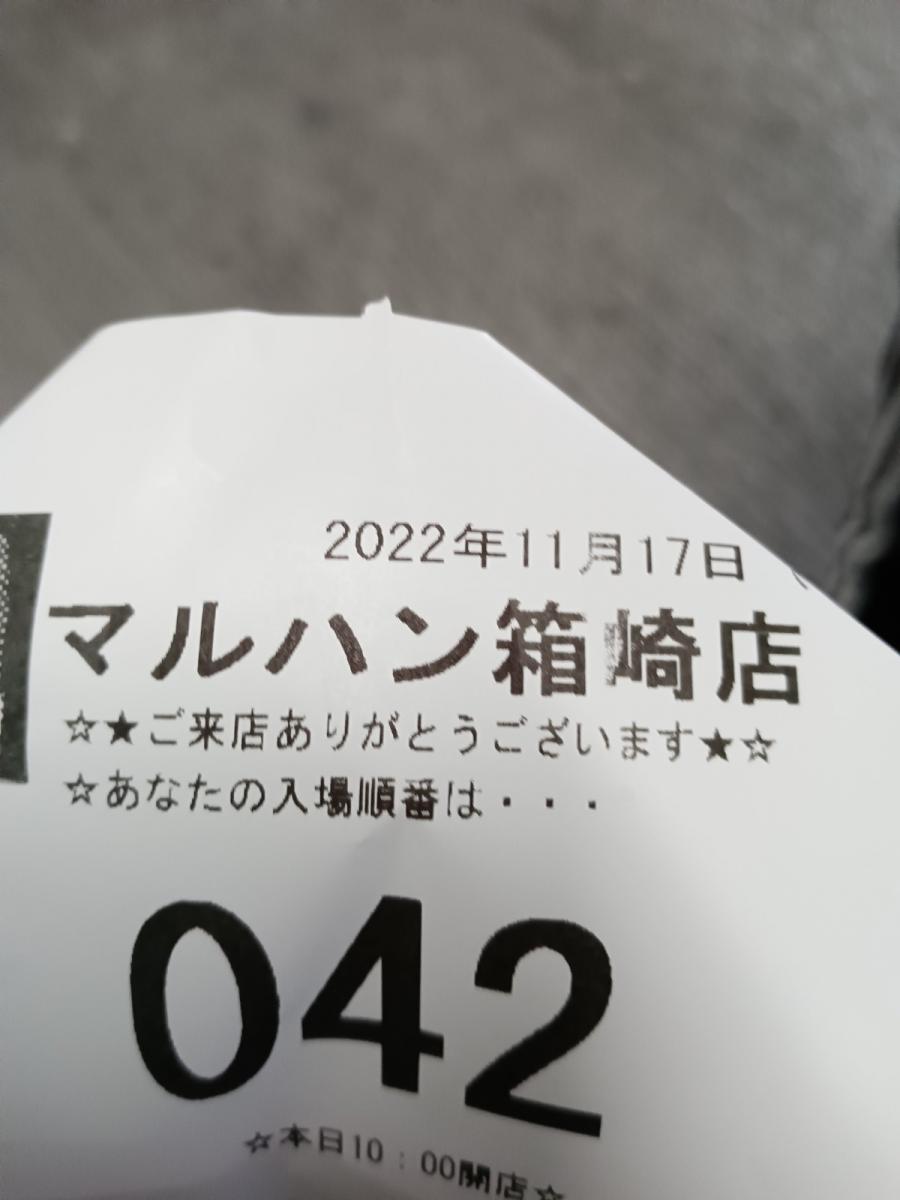 2022年11月17日
マルハン箱崎店
☆★ご来店ありがとうございます★☆
☆あなたの入場順番は・・・
042
☆本日10：00開店☆